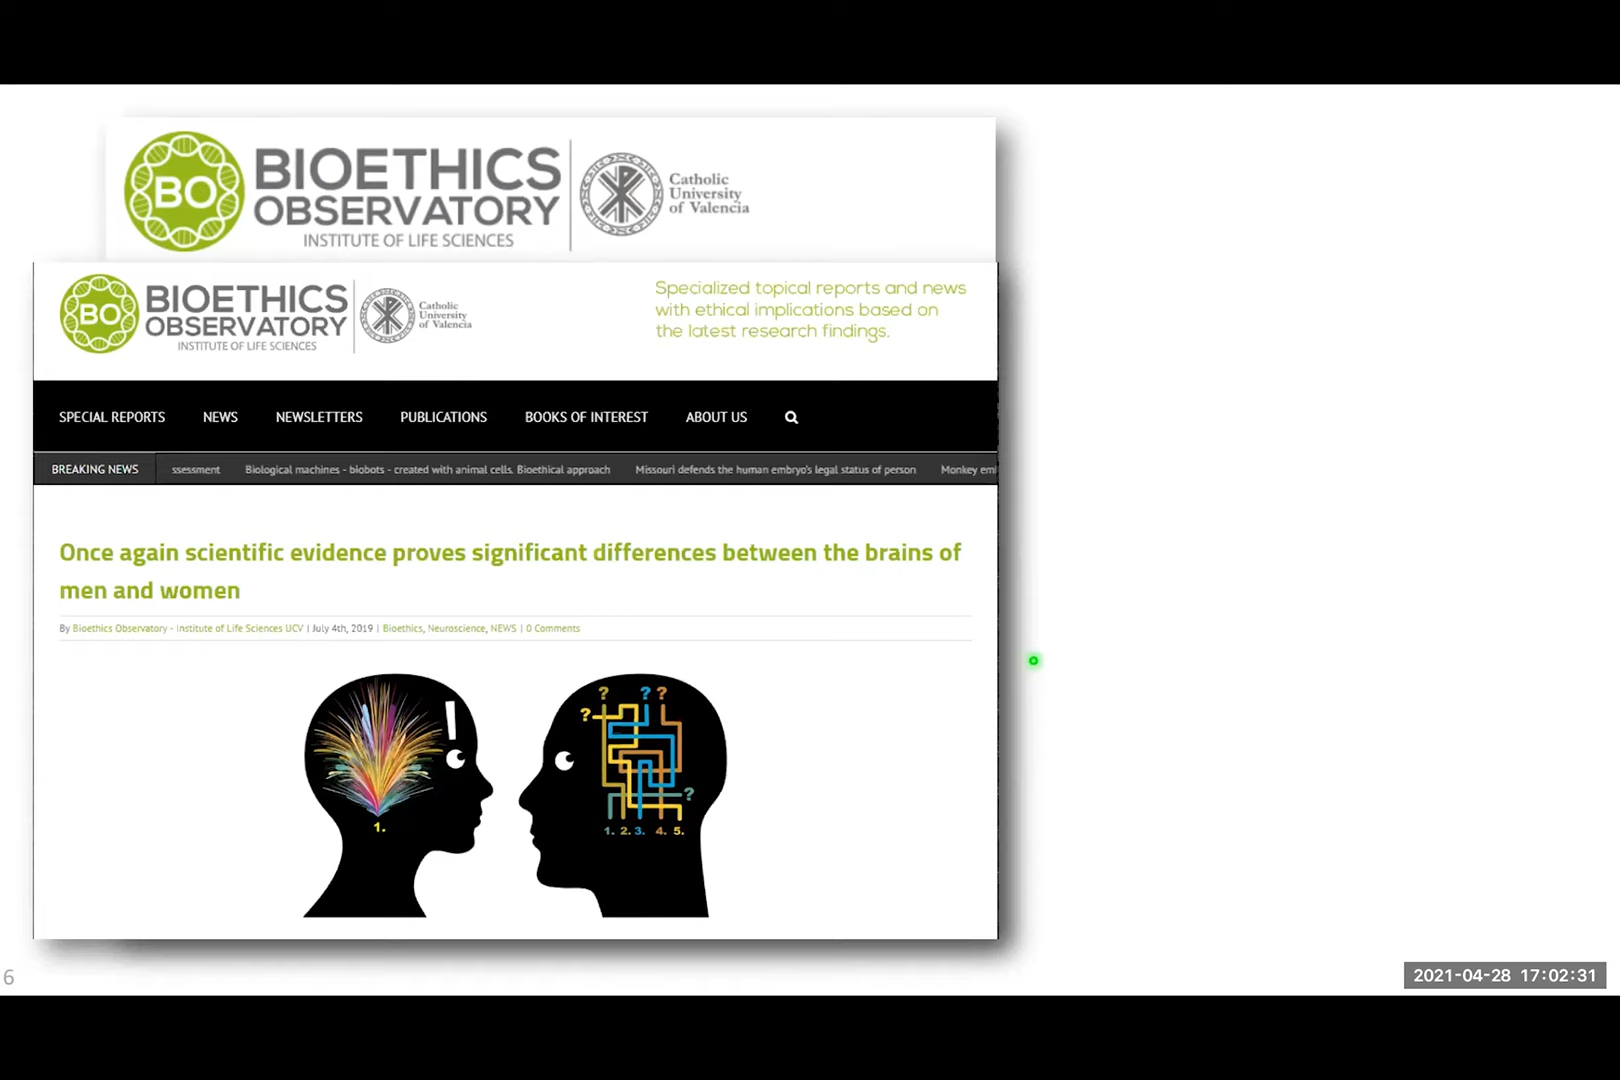 BO
BIOETHICS
OBSERVATORY
INSTITUTE OF LIFE SCIENCES
Catholic
University
of Valencia
BO
BIOETHICS
OBSERVATORY
INSTITUTE OF LIFE SCIENCES
Catholic
University
of Valencia
Specialized topical reports and news
with ethical implications based on
the latest research findings.
SPECIAL REPORTS NEWS NEWSLETTERS PUBLICATIONS BOOKS OF INTEREST ABOUT US
BREAKING NEWS ssessment Biological machines - biobots - created with animal cells. Bioethical approach Missouri defends the human embryo's legal status of person Monkey em
Once again scientific evidence proves significant differences between the brains of
men and women
By Bioethics Observatory - Institute of Life Sciences UCV | July 4th, 2019 | Bioethics, Neuroscience, NEWS | 0 Comments
!
? ? ?
?
?
1.
1. 2. 3. 4. 5.
6
2021-04-28 17:02:31